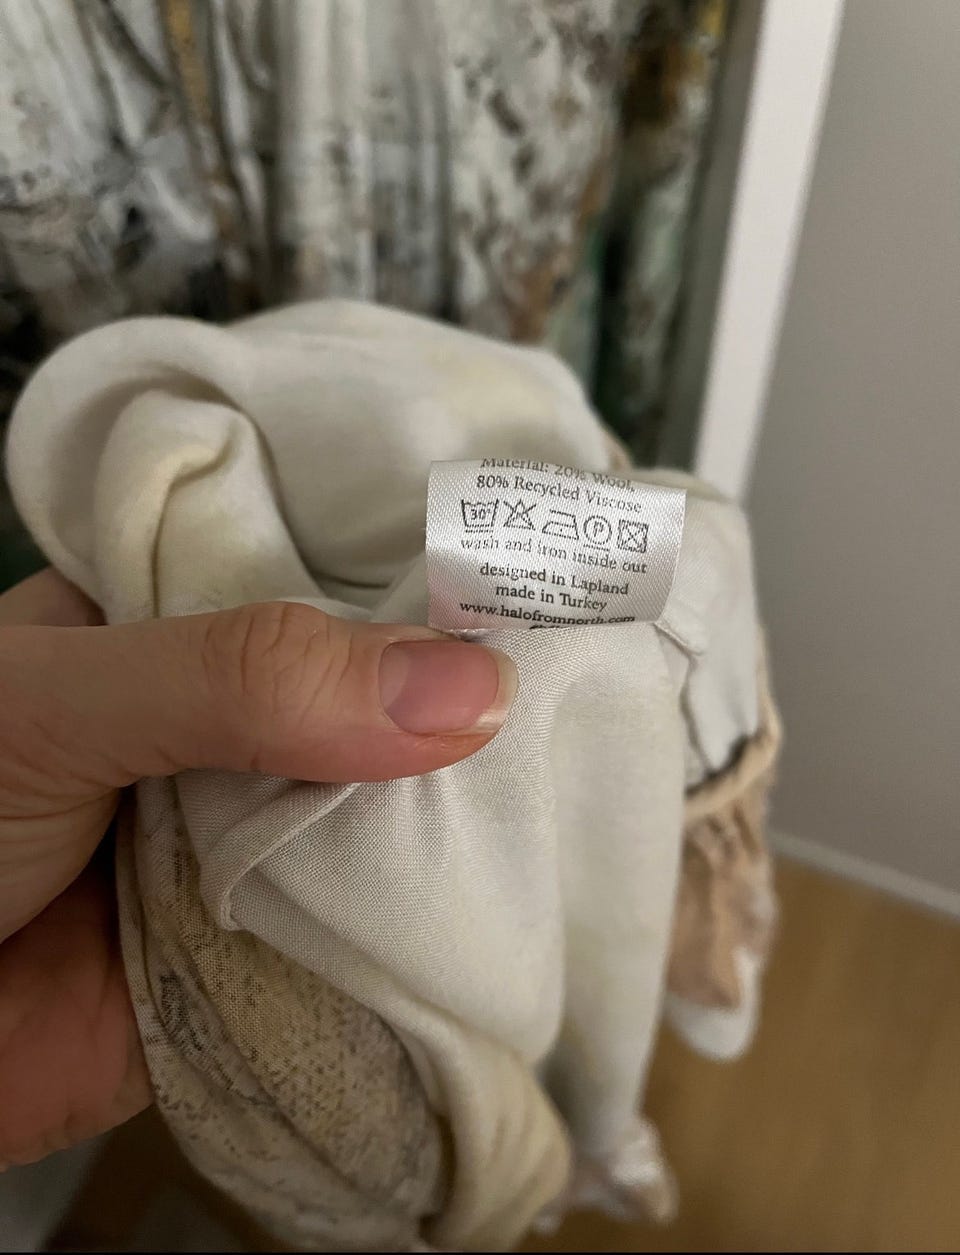 Material: 20% Wool,
80% Recycled Viscose
30°
P
wash and iron inside out
designed in Lapland
made in Turkey
www.halofromnorth.com